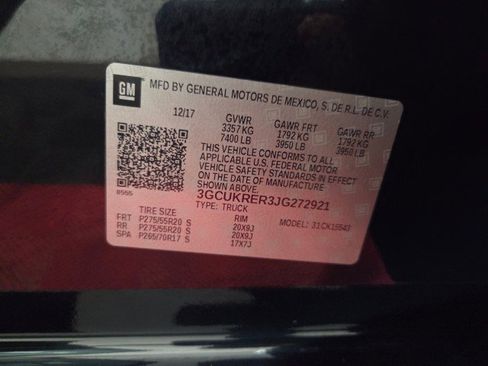 GM
MFD BY GENERAL MOTORS DE MEXICO, S. DE R.L. DE C.V.
12/17 GVWR GAWR FRT GAWR RR
3357 KG 1792 KG 1792 KG
7400 LB 3950 LB 3950 LB
THIS VEHICLE CONFORMS TO ALL
APPLICABLE U.S. FEDERAL MOTOR
VEHICLE SAFETY STANDARDS IN EFFECT
ON THE DATE OF MANUFACTURE
SHOWN ABOVE.
3GCUKRER3JG272921
TYPE: TRUCK
TIRE SIZE RIM MODEL:
FRT P275/55R20 S 20X9J
RR P275/55R20 S 20X9J
SPA P265/70R17 S 17X7J